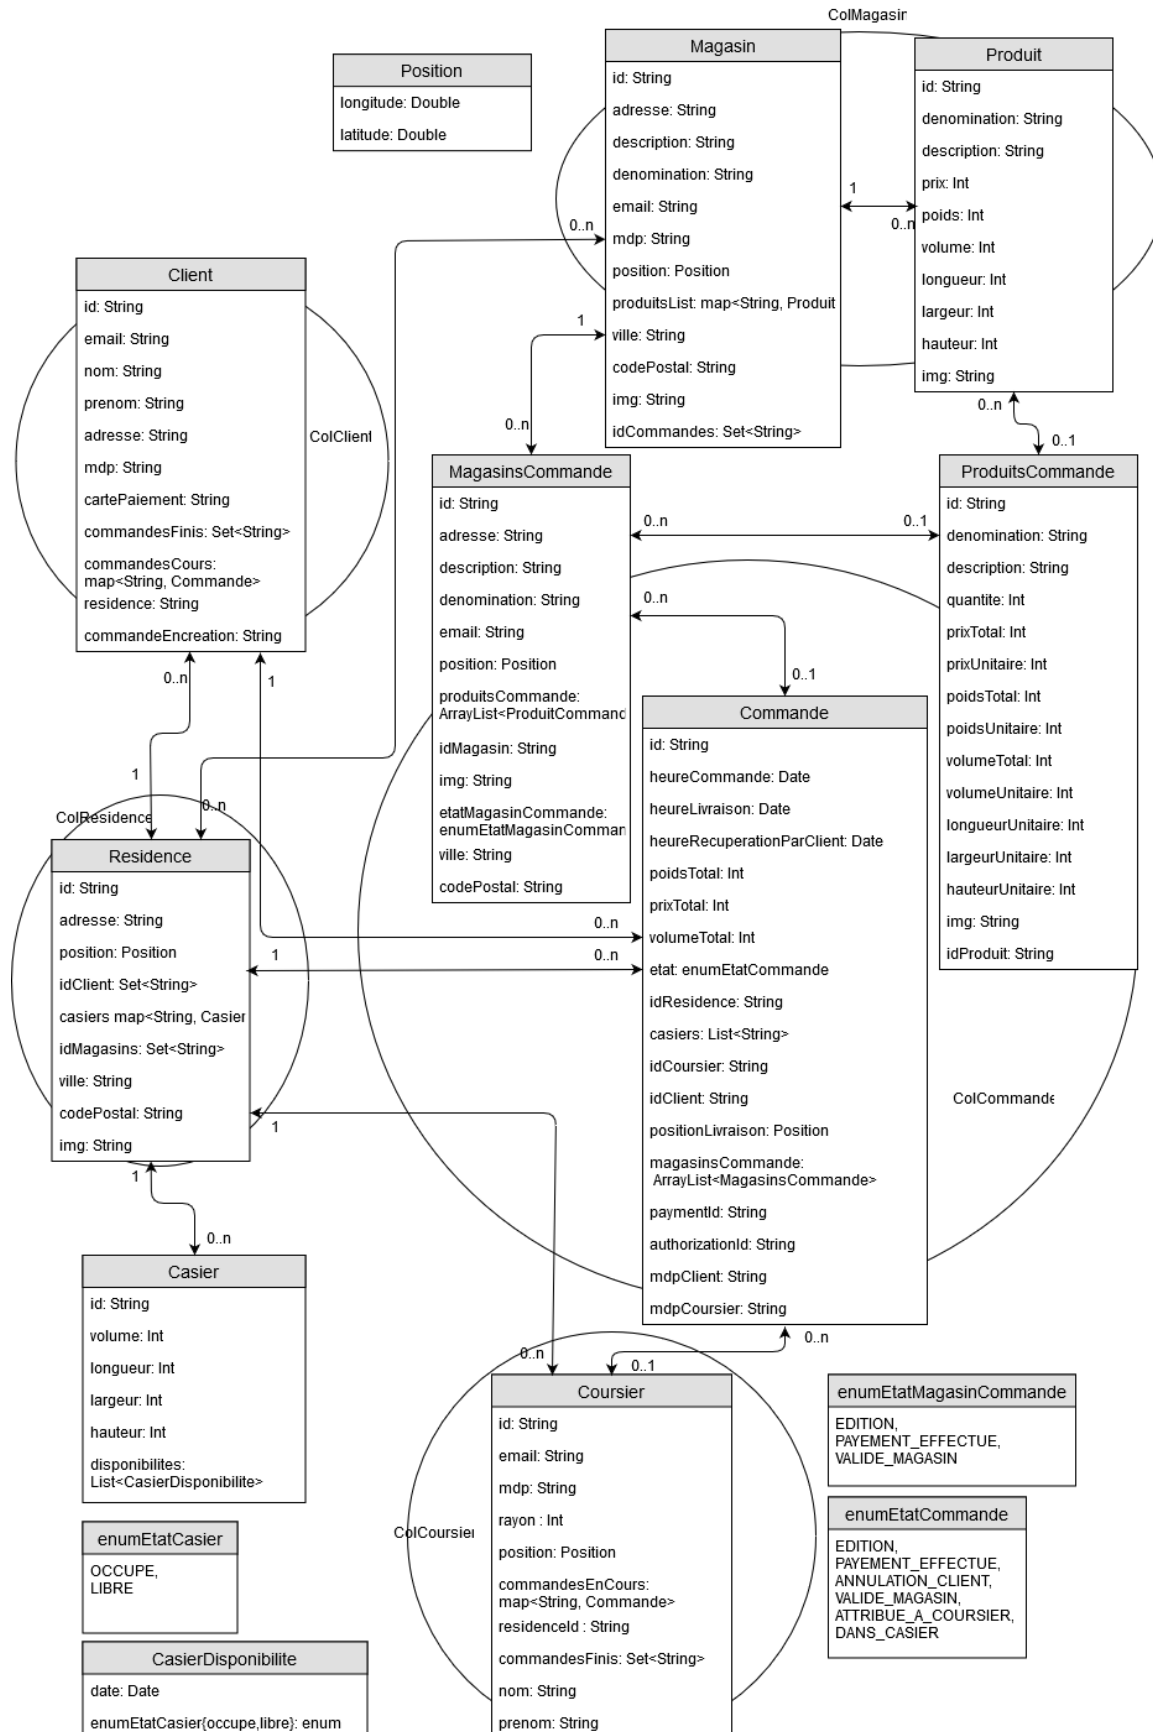 ColMagasin
Position
longitude: Double
latitude: Double
Magasin
id: String
adresse: String
description: String
denomination: String
email: String
mdp: String
position: Position
produitsList: map<String, Produit
ville: String
codePostal: String
img: String
idCommandes: Set<String>
Produit
id: String
denomination: String
description: String
prix: Int
poids: Int
volume: Int
longueur: Int
largeur: Int
hauteur: Int
img: String
1
0..n
0..n
1
0..n
0..n
0..1
Client
id: String
email: String
nom: String
prenom: String
adresse: String
mdp: String
cartePaiement: String
commandesFinis: Set<String>
commandesCours:
map<String, Commande>
residence: String
commandeEncreation: String
ColClient
MagasinsCommande
id: String
adresse: String
description: String
denomination: String
email: String
position: Position
produitsCommande:
ArrayList<ProduitCommand
idMagasin: String
img: String
etatMagasinCommande:
enumEtatMagasinComman
ville: String
codePostal: String
0..n
0..1
0..n
0..1
ProduitsCommande
id: String
denomination: String
description: String
quantite: Int
prixTotal: Int
prixUnitaire: Int
poidsTotal: Int
poidsUnitaire: Int
volumeTotal: Int
volumeUnitaire: Int
longueurUnitaire: Int
largeurUnitaire: Int
hauteurUnitaire: Int
img: String
idProduit: String
0..n
1
1
0..n
ColResidence
Residence
id: String
adresse: String
position: Position
idClient: Set<String>
casiers map<String, Casier
idMagasins: Set<String>
ville: String
codePostal: String
img: String
0..n
1
0..n
1
1
0..n
Commande
id: String
heureCommande: Date
heureLivraison: Date
heureRecuperationParClient: Date
poidsTotal: Int
prixTotal: Int
volumeTotal: Int
etat: enumEtatCommande
idResidence: String
casiers: List<String>
idCoursier: String
idClient: String
positionLivraison: Position
magasinsCommande:
ArrayList<MagasinsCommande>
paymentId: String
authorizationId: String
mdpClient: String
mdpCoursier: String
ColCommande
Casier
id: String
volume: Int
longueur: Int
largeur: Int
hauteur: Int
disponibilites:
List<CasierDisponibilite>
0..n
0..1
0..n
Coursier
id: String
email: String
mdp: String
rayon : Int
position: Position
commandesEnCours:
map<String, Commande>
residenceId : String
commandesFinis: Set<String>
nom: String
prenom: String
ColCoursier
enumEtatMagasinCommande
EDITION,
PAYEMENT_EFFECTUE,
VALIDE_MAGASIN
enumEtatCommande
EDITION,
PAYEMENT_EFFECTUE,
ANNULATION_CLIENT,
VALIDE_MAGASIN,
ATTRIBUE_A_COURSIER,
DANS_CASIER
enumEtatCasier
OCCUPE,
LIBRE
CasierDisponibilite
date: Date
enumEtatCasier{occupe,libre}: enum